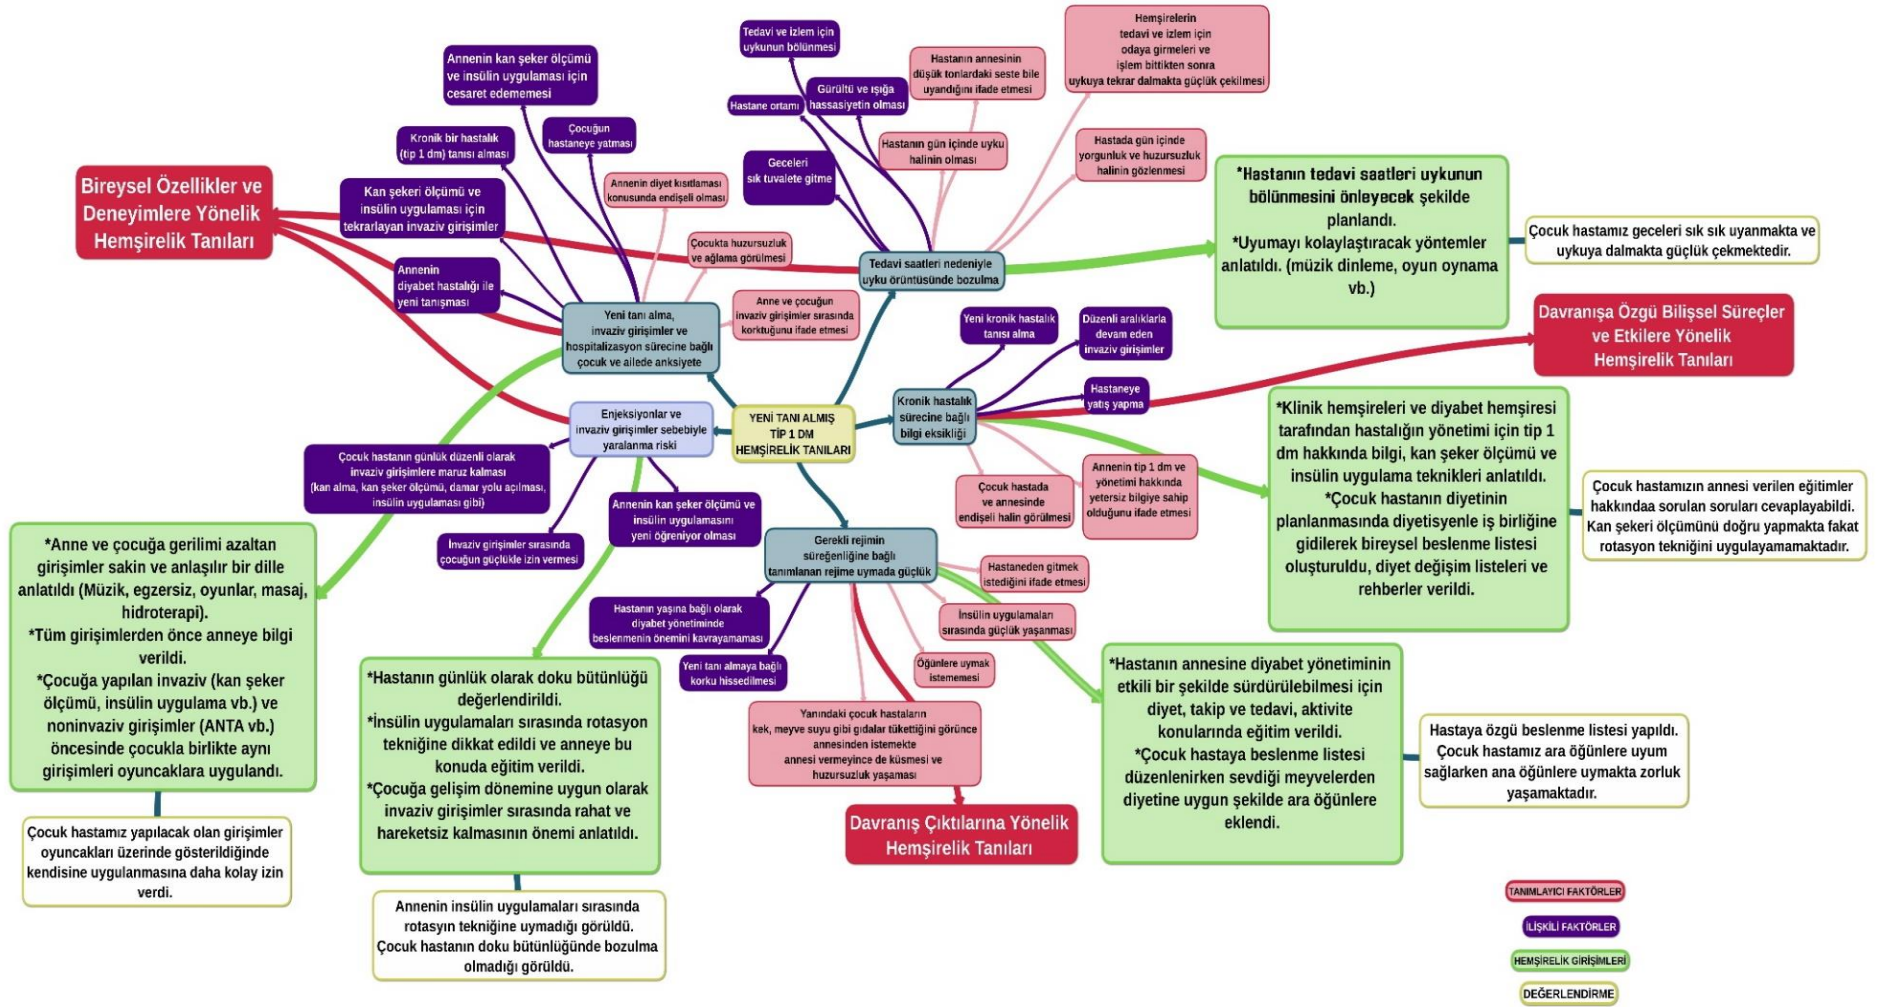 Tedavi ve izlem için
uykunun bölünmesi
Hemşirelerin
tedavi ve izlem için
odaya girmeleri ve
işlem bittikten sonra
uykuya tekrar dalmakta güçlük çekilmesi
Annenin kan şeker ölçümü
ve insülin uygulaması için
cesaret edememesi
Hastanın annesinin
düşük tonlardaki seste bile
uyandığını ifade etmesi
Hastane ortamı
Gürültü ve ışığa
hassasiyetin olması
Kronik bir hastalık
(tip 1 dm) tanısı alması
Çocuğun
hastaneye yatması
Hastanın gün içinde uyku
halinin olması
Hastada gün içinde
yorgunluk ve huzursuzluk
halinin gözlenmesi
Geceleri
sık tuvalete gitme
Bireysel Özellikler ve
Deneyimlere Yönelik
Hemşirelik Tanıları
Kan şekeri ölçümü ve
insülin uygulaması için
tekrarlayan invaziv girişimler
Annenin diyet kısıtlaması
konusunda endişeli olması
*Hastanın tedavi saatleri uykunun
bölünmesini önleyecek şekilde
planlandı.
*Uyumayı kolaylaştıracak yöntemler
anlatıldı. (müzik dinleme, oyun oynama
vb.)
Çocuk hastamız geceleri sık sık uyanmakta ve
uykuya dalmakta güçlük çekmektedir.
Çocukta huzursuzluk
ve ağlama görülmesi
Tedavi saatleri nedeniyle
uyku örüntüsünde bozulma
Annenin
diyabet hastalığı ile
yeni tanışması
Yeni tanı alma,
invaziv girişimler ve
hospitalizasyon sürecine bağlı
çocuk ve ailede anksiyete
Anne ve çocuğun
invaziv girişimler sırasında
korktuğunu ifade etmesi
Yeni kronik hastalık
tanısı alma
Düzenli aralıklarla
devam eden
invaziv girişimler
Davranışa Özgü Bilişsel Süreçler
ve Etkilere Yönelik
Hemşirelik Tanıları
Hastaneye
yatış yapma
Enjeksiyonlar ve
invaziv girişimler sebebiyle
yaralanma riski
YENİ TANI ALMIŞ
TİP 1 DM
HEMŞİRELİK TANILARI
Kronik hastalık
sürecine bağlı
bilgi eksikliği
*Klinik hemşireleri ve diyabet hemşiresi
tarafından hastalığın yönetimi için tip 1
dm hakkında bilgi, kan şeker ölçümü ve
insülin uygulama teknikleri anlatıldı.
*Çocuk hastanın diyetinin
planlanmasında diyetisyenle iş birliğine
gidilerek bireysel beslenme listesi
oluşturuldu, diyet değişim listeleri ve
rehberler verildi.
Çocuk hastamızın annesi verilen eğitimler
hakkındaa sorulan soruları cevaplayabildi.
Kan şekeri ölçümünü doğru yapmakta fakat
rotasyon tekniğini uygulayamamaktadır.
Çocuk hastanın günlük düzenli olarak
invaziv girişimlere maruz kalması
(kan alma, kan şeker ölçümü, damar yolu açılması,
insülin uygulaması gibi)
Çocuk hastada
ve annesinde
endişeli halin görülmesi
Annenin tip 1 dm ve
yönetimi hakkında
yetersiz bilgiye sahip
olduğunu ifade etmesi
Annenin kan şeker ölçümü ve
insülin uygulamasını
yeni öğreniyor olması
İnvaziv girişimler sırasında
çocuğun güçlükle izin vermesi
Gerekli rejimin
süreğenliğine bağlı
tanımlanan rejime uymada güçlük
Hastaneden gitmek
istediğini ifade etmesi
*Anne ve çocuğa gerilimi azaltan
girişimler sakin ve anlaşılır bir dille
anlatıldı (Müzik, egzersiz, oyunlar, masaj,
hidroterapi).
*Tüm girişimlerden önce anneye bilgi
verildi.
*Çocuğa yapılan invaziv (kan şeker
ölçümü, insülin uygulama vb.) ve
noninvaziv girişimler (ANTA vb.)
öncesinde çocukla birlikte aynı
girişimleri oyuncaklara uygulandı.
Hastanın yaşına bağlı olarak
diyabet yönetiminde
beslenmenin önemini kavrayamaması
İnsülin uygulamaları
sırasında güçlük yaşanması
Yeni tanı almaya bağlı
korku hissedilmesi
Öğünlere uymak
istememesi
*Hastanın günlük olarak doku bütünlüğü
değerlendirildi.
*İnsülin uygulamaları sırasında rotasyon
tekniğine dikkat edildi ve anneye bu
konuda eğitim verildi.
*Çocuğa gelişim dönemine uygun olarak
invaziv girişimler sırasında rahat ve
hareketsiz kalmasının önemi anlatıldı.
Yanındaki çocuk hastaların
kek, meyve suyu gibi gıdalar tükettiğini görünce
annesinden istemekte
annesi vermeyince de küsmesi ve
huzursuzluk yaşaması
*Hastanın annesine diyabet yönetiminin
etkili bir şekilde sürdürülebilmesi için
diyet, takip ve tedavi, aktivite
konularında eğitim verildi.
*Çocuk hastaya beslenme listesi
düzenlenirken sevdiği meyvelerden
diyetine uygun şekilde ara öğünlere
eklendi.
Hastaya özgü beslenme listesi yapıldı.
Çocuk hastamız ara öğünlere uyum
sağlarken ana öğünlere uymakta zorluk
yaşamaktadır.
Davranış Çıktılarına Yönelik
Hemşirelik Tanıları
Çocuk hastamız yapılacak olan girişimler
oyuncakları üzerinde gösterildiğinde
kendisine uygulanmasına daha kolay izin
verdi.
Annenin insülin uygulamaları sırasında
rotasyın tekniğine uymadığı görüldü.
Çocuk hastanın doku bütünlüğünde bozulma
olmadığı görüldü.
TANIMLAYICI FAKTÖRLER
İLİŞKİLİ FAKTÖRLER
HEMŞİRELİK GİRİŞİMLERİ
DEĞERLENDİRME